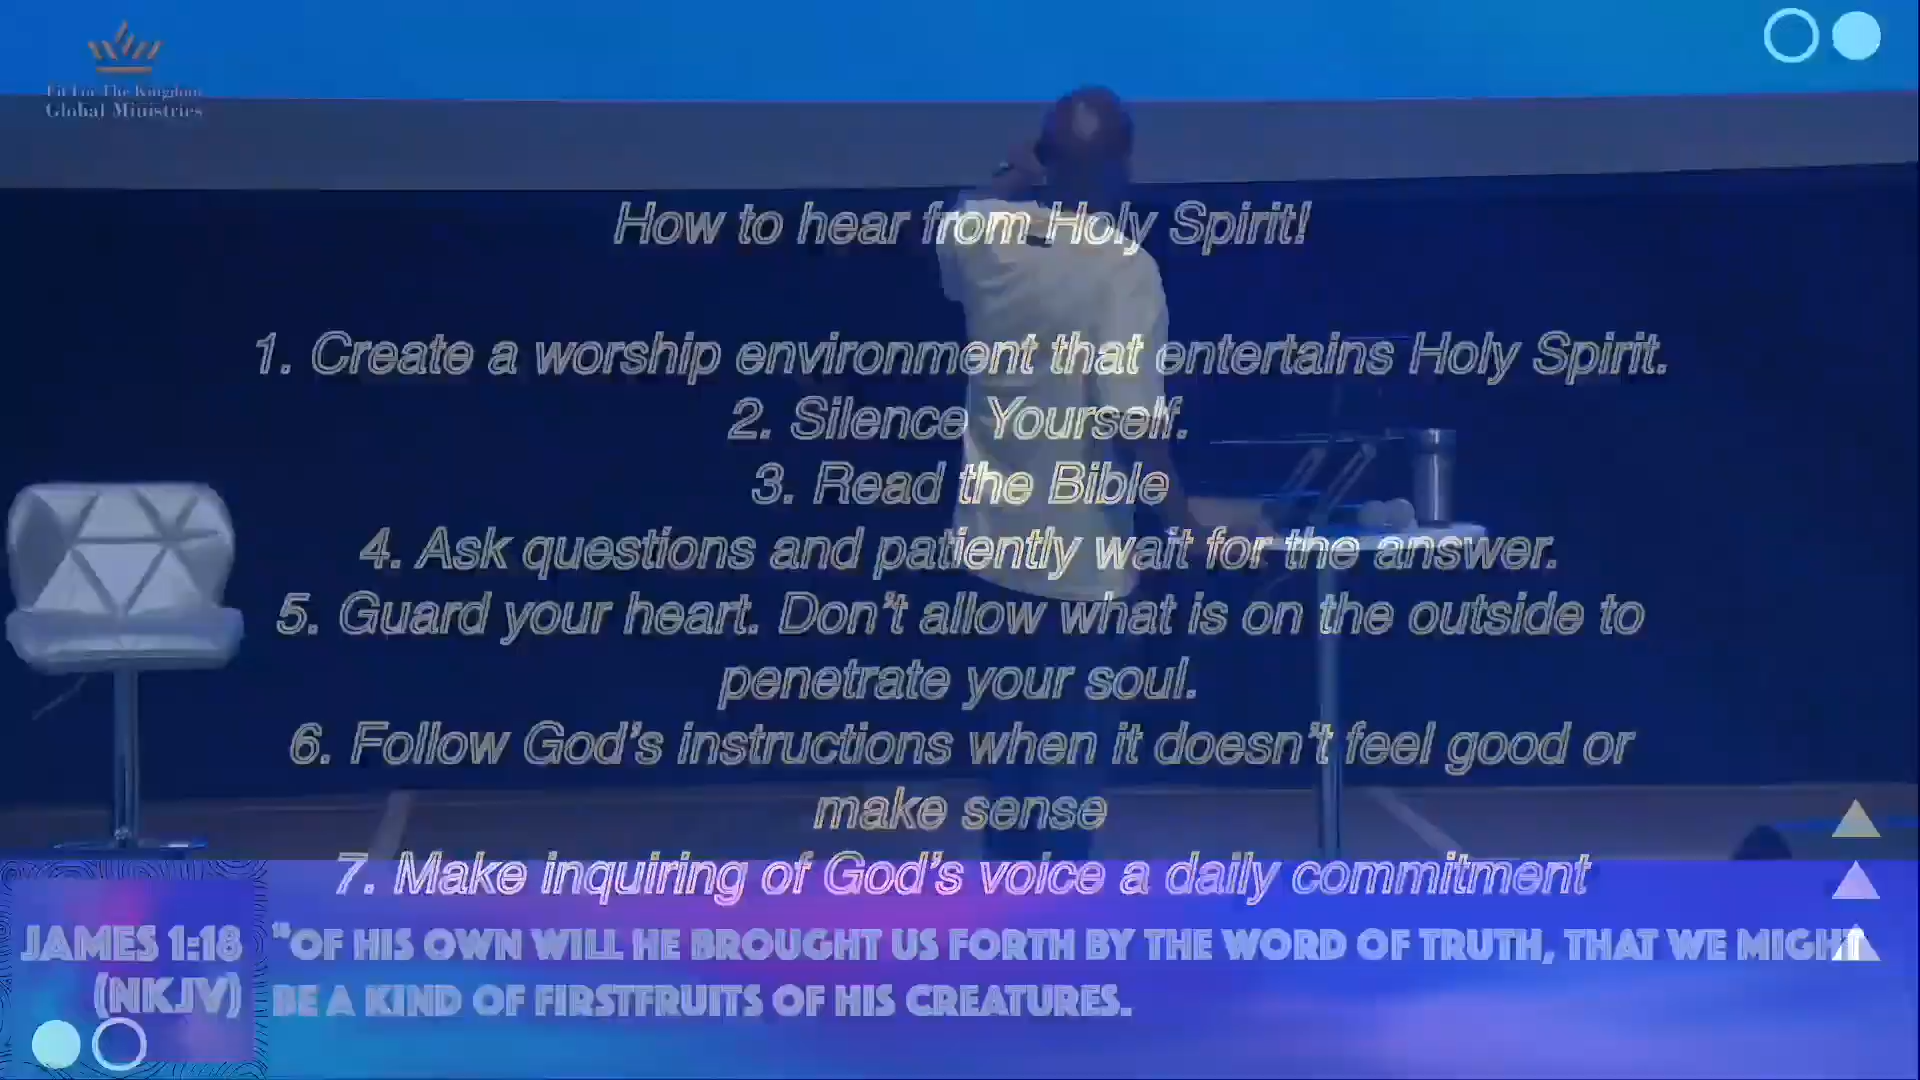 Fit For The Kingdom
Global Ministries
How to hear from Holy Spirit!
1. Create a worship environment that entertains Holy Spirit.
2. Silence Yourself.
3. Read the Bible
4. Ask questions and patiently wait for the answer.
5. Guard your heart. Don’t allow what is on the outside to
penetrate your soul.
6. Follow God’s instructions when it doesn’t feel good or
make sense
7. Make inquiring of God’s voice a daily commitment
JAMES 1:18
(NKJV)
"OF HIS OWN WILL HE BROUGHT US FORTH BY THE WORD OF TRUTH, THAT WE MIGHT
BE A KIND OF FIRSTFRUITS OF HIS CREATURES.